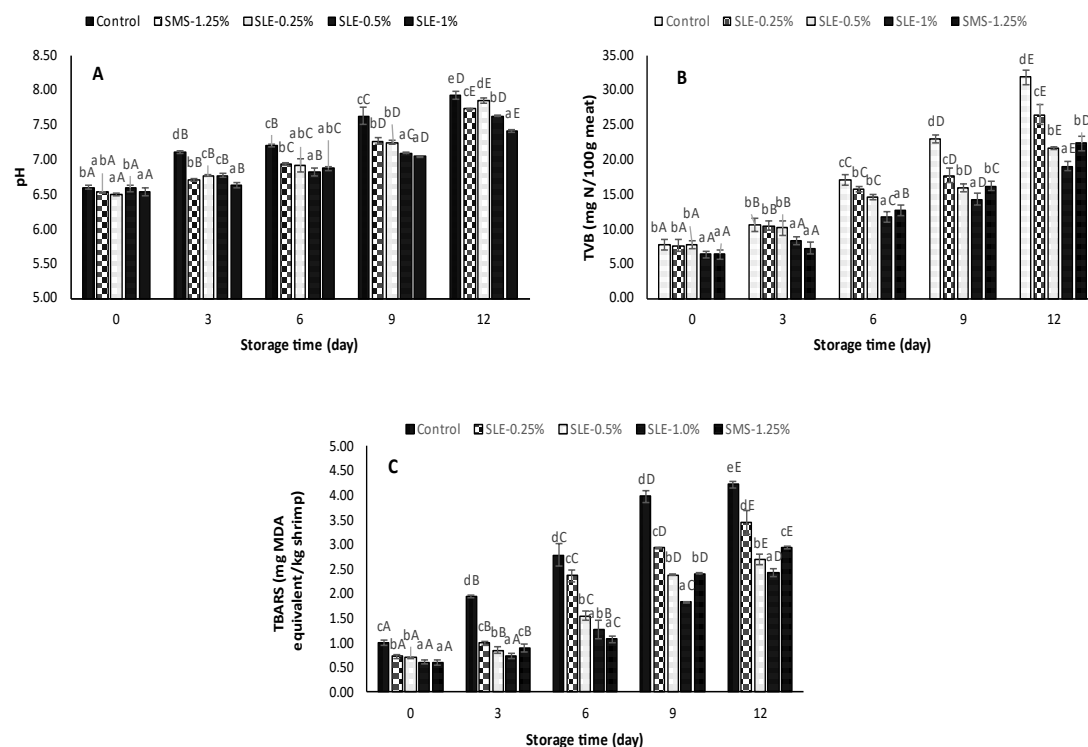 Control SMS-1.25% SLE-0.25% SLE-0.5% SLE-1%
A
pH
8.50
8.00
7.50
7.00
6.50
6.00
5.50
5.00
bA abA aA bA aA
dB bB cB cB aB
cB bC abC aB abC
cC bD bD aC aD
eD cE dE bD aE
0 3 6 9 12
Storage time (day)
Control SLE-0.25% SLE-0.5% SLE-1% SMS-1.25%
B
TVB (mg N/100g meat)
35.00
30.00
25.00
20.00
15.00
10.00
5.00
0.00
bA bA bA aA aA
bB bB bB aA aA
cC bC bC aC aB
dD cD bD aD bC
dE cE bE aE bD
0 3 6 9 12
Storage time (day)
Control SLE-0.25% SLE-0.5% SLE-1.0% SMS-1.25%
C
TBARS (mg MDA
equivalent/kg shrimp)
5.00
4.50
4.00
3.50
3.00
2.50
2.00
1.50
1.00
0.50
0.00
cA bA bA aA aA
dB cB bB aA cB
dC cC bC abB aC
dD cD bD aC bD
eE dE bE aD cE
0 3 6 9 12
Storage time (day)